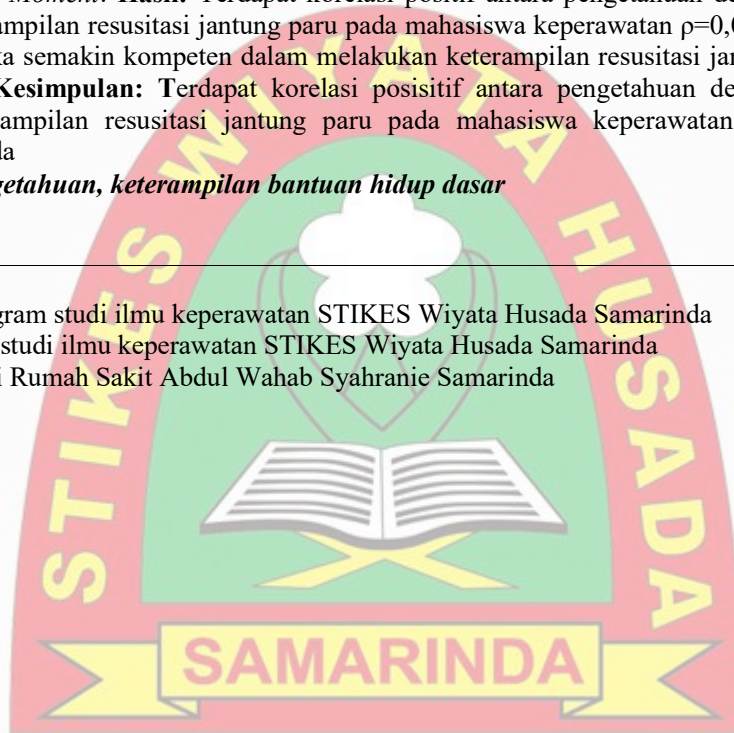 Moment. Hasil: Terdapat korelasi positif antara pengetahuan de
ampilan resusitasi jantung paru pada mahasiswa keperawatan ρ=0,0
ka semakin kompeten dalam melakukan keterampilan resusitasi jan
Kesimpulan: Terdapat korelasi posisitif antara pengetahuan de
ampilan resusitasi jantung paru pada mahasiswa keperawatan
da
getahuan, keterampilan bantuan hidup dasar
gram studi ilmu keperawatan STIKES Wiyata Husada Samarinda
studi ilmu keperawatan STIKES Wiyata Husada Samarinda
i Rumah Sakit Abdul Wahab Syahranie Samarinda
STIKES WIYATA HUSADA
SAMARINDA